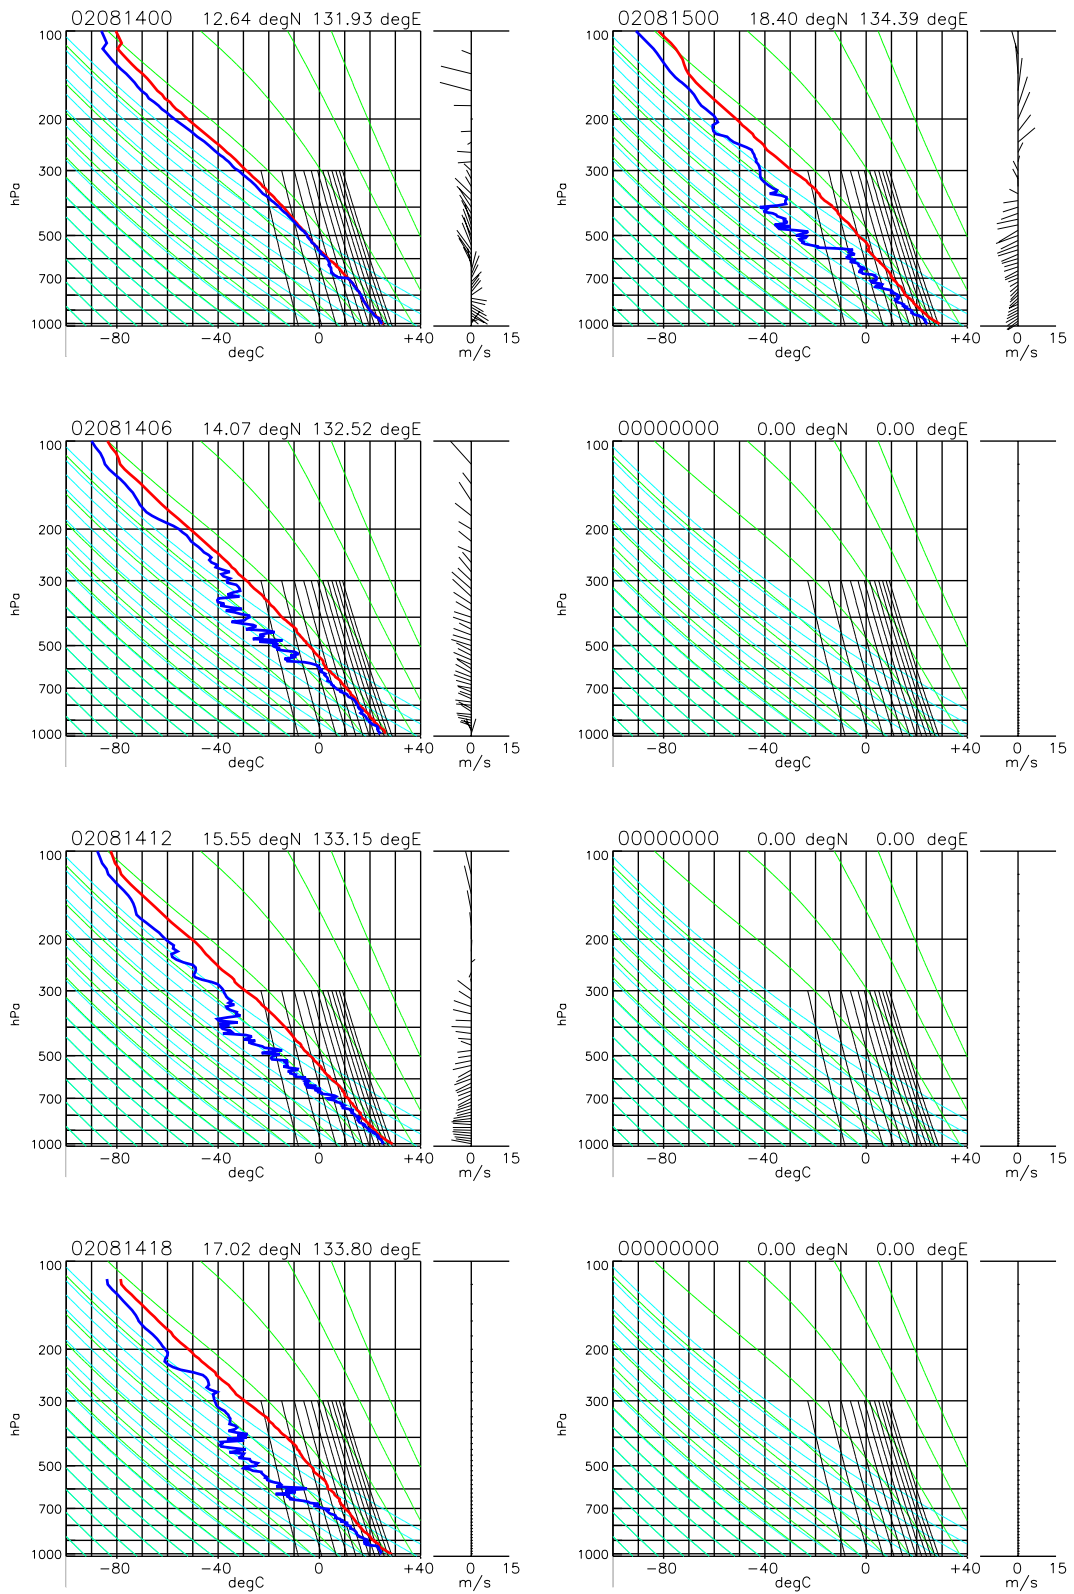 02081400 12.64 degN 131.93 degE
100
200
300
500
700
1000
hPa
−80 −40 0 +40
degC
0 15
m/s
02081500 18.40 degN 134.39 degE
100
200
300
500
700
1000
hPa
−80 −40 0 +40
degC
0 15
m/s
02081406 14.07 degN 132.52 degE
100
200
300
500
700
1000
hPa
−80 −40 0 +40
degC
0 15
m/s
00000000 0.00 degN 0.00 degE
100
200
300
500
700
1000
hPa
−80 −40 0 +40
degC
0 15
m/s
02081412 15.55 degN 133.15 degE
100
200
300
500
700
1000
hPa
−80 −40 0 +40
degC
0 15
m/s
00000000 0.00 degN 0.00 degE
100
200
300
500
700
1000
hPa
−80 −40 0 +40
degC
0 15
m/s
02081418 17.02 degN 133.80 degE
100
200
300
500
700
1000
hPa
−80 −40 0 +40
degC
0 15
m/s
00000000 0.00 degN 0.00 degE
100
200
300
500
700
1000
hPa
−80 −40 0 +40
degC
0 15
m/s